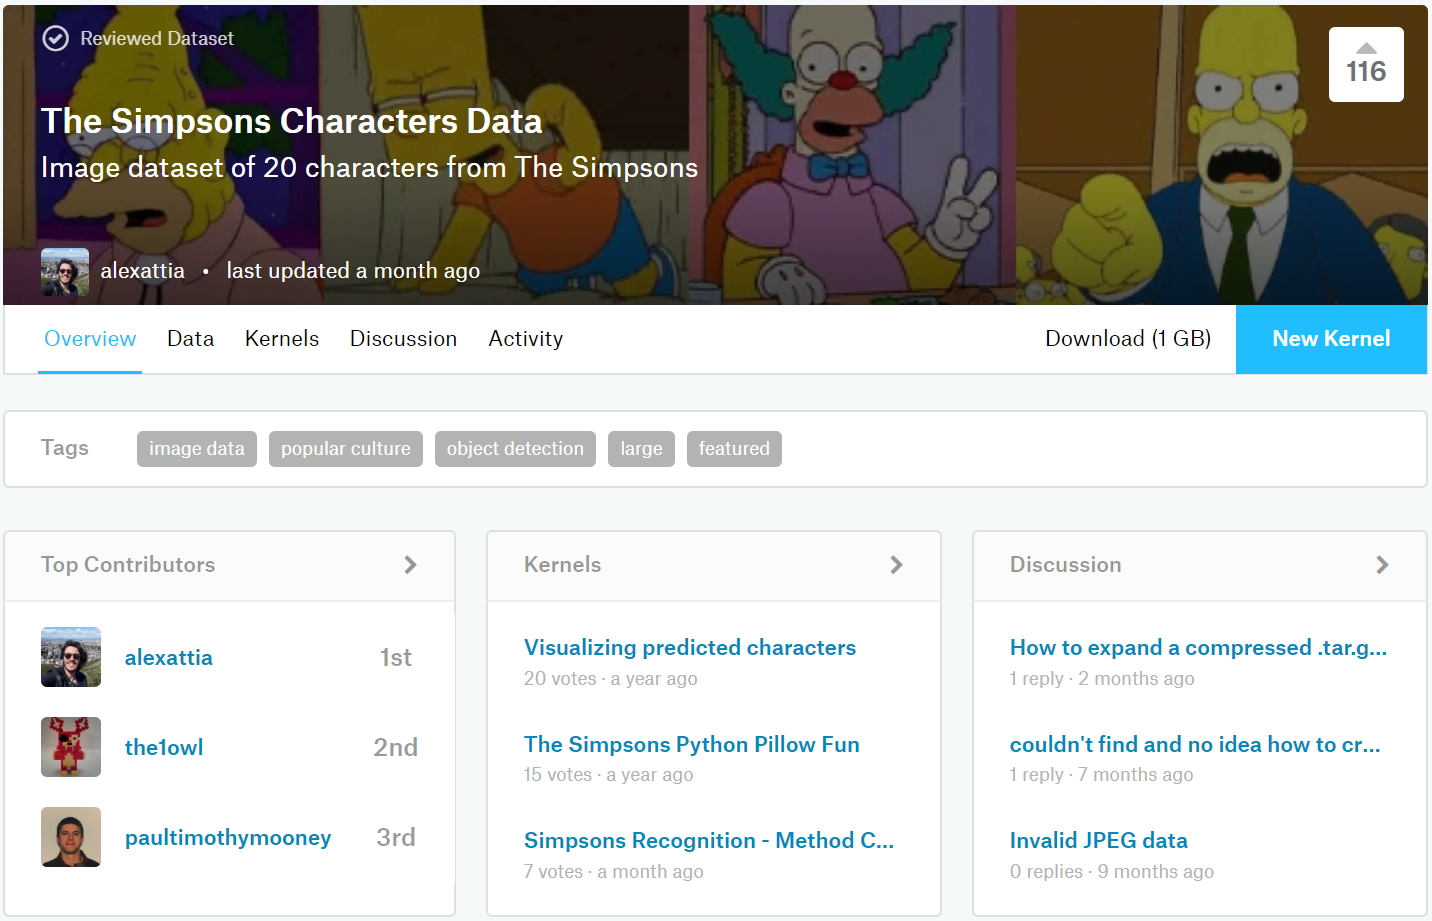 Reviewed Dataset
116
The Simpsons Characters Data
Image dataset of 20 characters from The Simpsons
alexattia • last updated a month ago
Overview Data Kernels Discussion Activity Download (1 GB) New Kernel
Tags image data popular culture object detection large featured
Top Contributors
alexattia 1st
the1owl 2nd
paultimothymooney 3rd
Kernels
Visualizing predicted characters
20 votes · a year ago
The Simpsons Python Pillow Fun
15 votes · a year ago
Simpsons Recognition - Method C...
7 votes · a month ago
Discussion
How to expand a compressed .tar.g...
1 reply · 2 months ago
couldn't find and no idea how to cr...
1 reply · 7 months ago
Invalid JPEG data
0 replies · 9 months ago